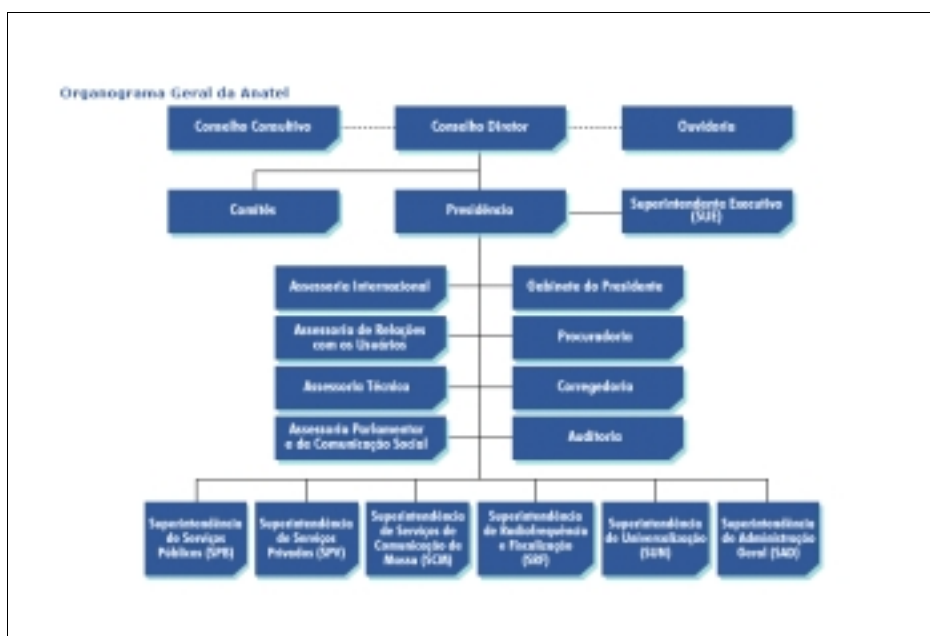 Organograma Geral da Anatel
Conselho Consultivo
Conselho Diretor
Ouvidoria
Comitês
Presidência
Superintendente Executivo
(SUE)
Assessoria Internacional
Gabinete do Presidente
Assessoria de Relações
com os Usuários
Procuradoria
Assessoria Técnica
Corregedoria
Assessoria Parlamentar
e de Comunicação Social
Auditoria
Superintendência
de Serviços
Públicos (SPB)
Superintendência
de Serviços
Privados (SPV)
Superintendência
de Serviços de
Comunicação de
Massa (SCM)
Superintendência
de Radiofrequência
e Fiscalização
(SRF)
Superintendência
de Universalização
(SUN)
Superintendência
de Administração
Geral (SAD)